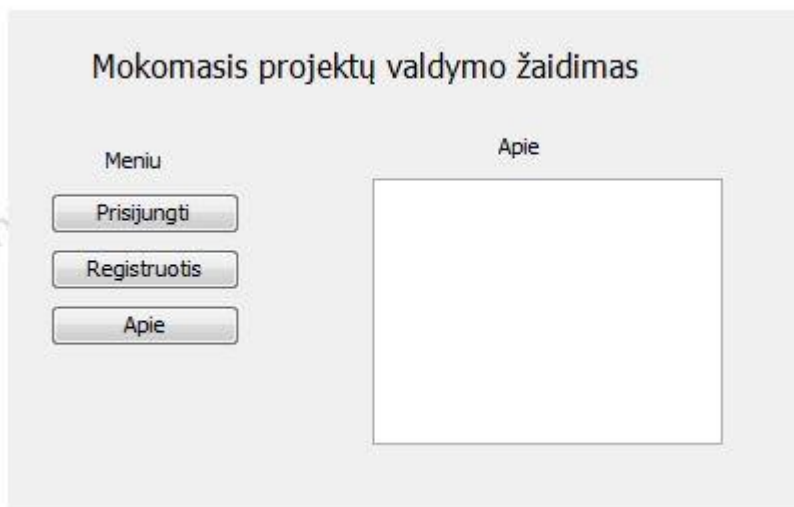 Mokomasis projektų valdymo žaidimas
Meniu
Prisijungti
Registruotis
Apie
Apie